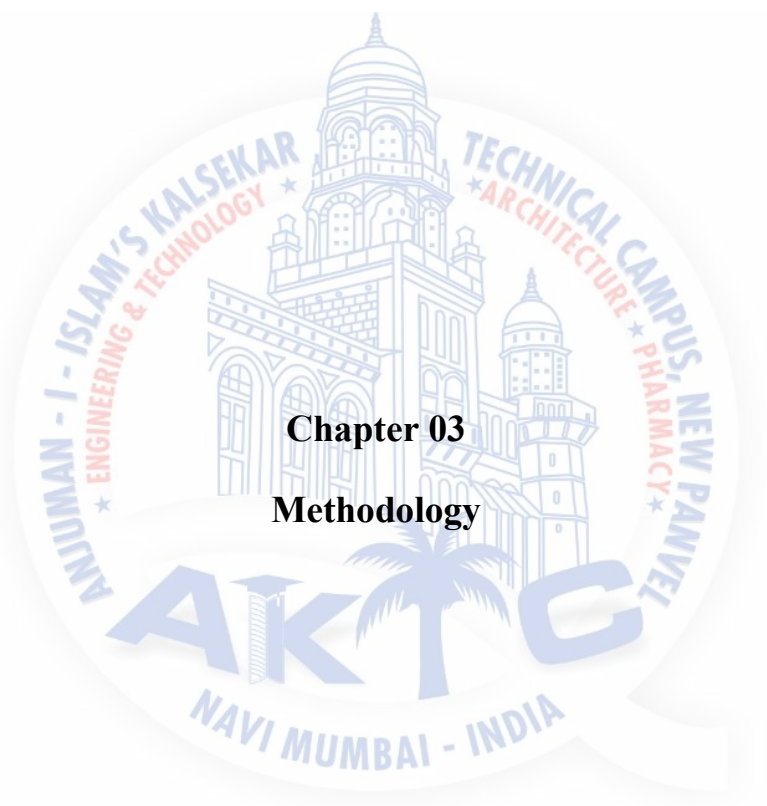 ANJUMAN - I - ISLAM'S KALSEKAR TECHNICAL CAMPUS, NEW PANVEL
★ ENGINEERING & TECHNOLOGY ★ ★ARCHITECTURE ★ PHARMACY ★
Chapter 03
Methodology
AKTC
NAVI MUMBAI - INDIA